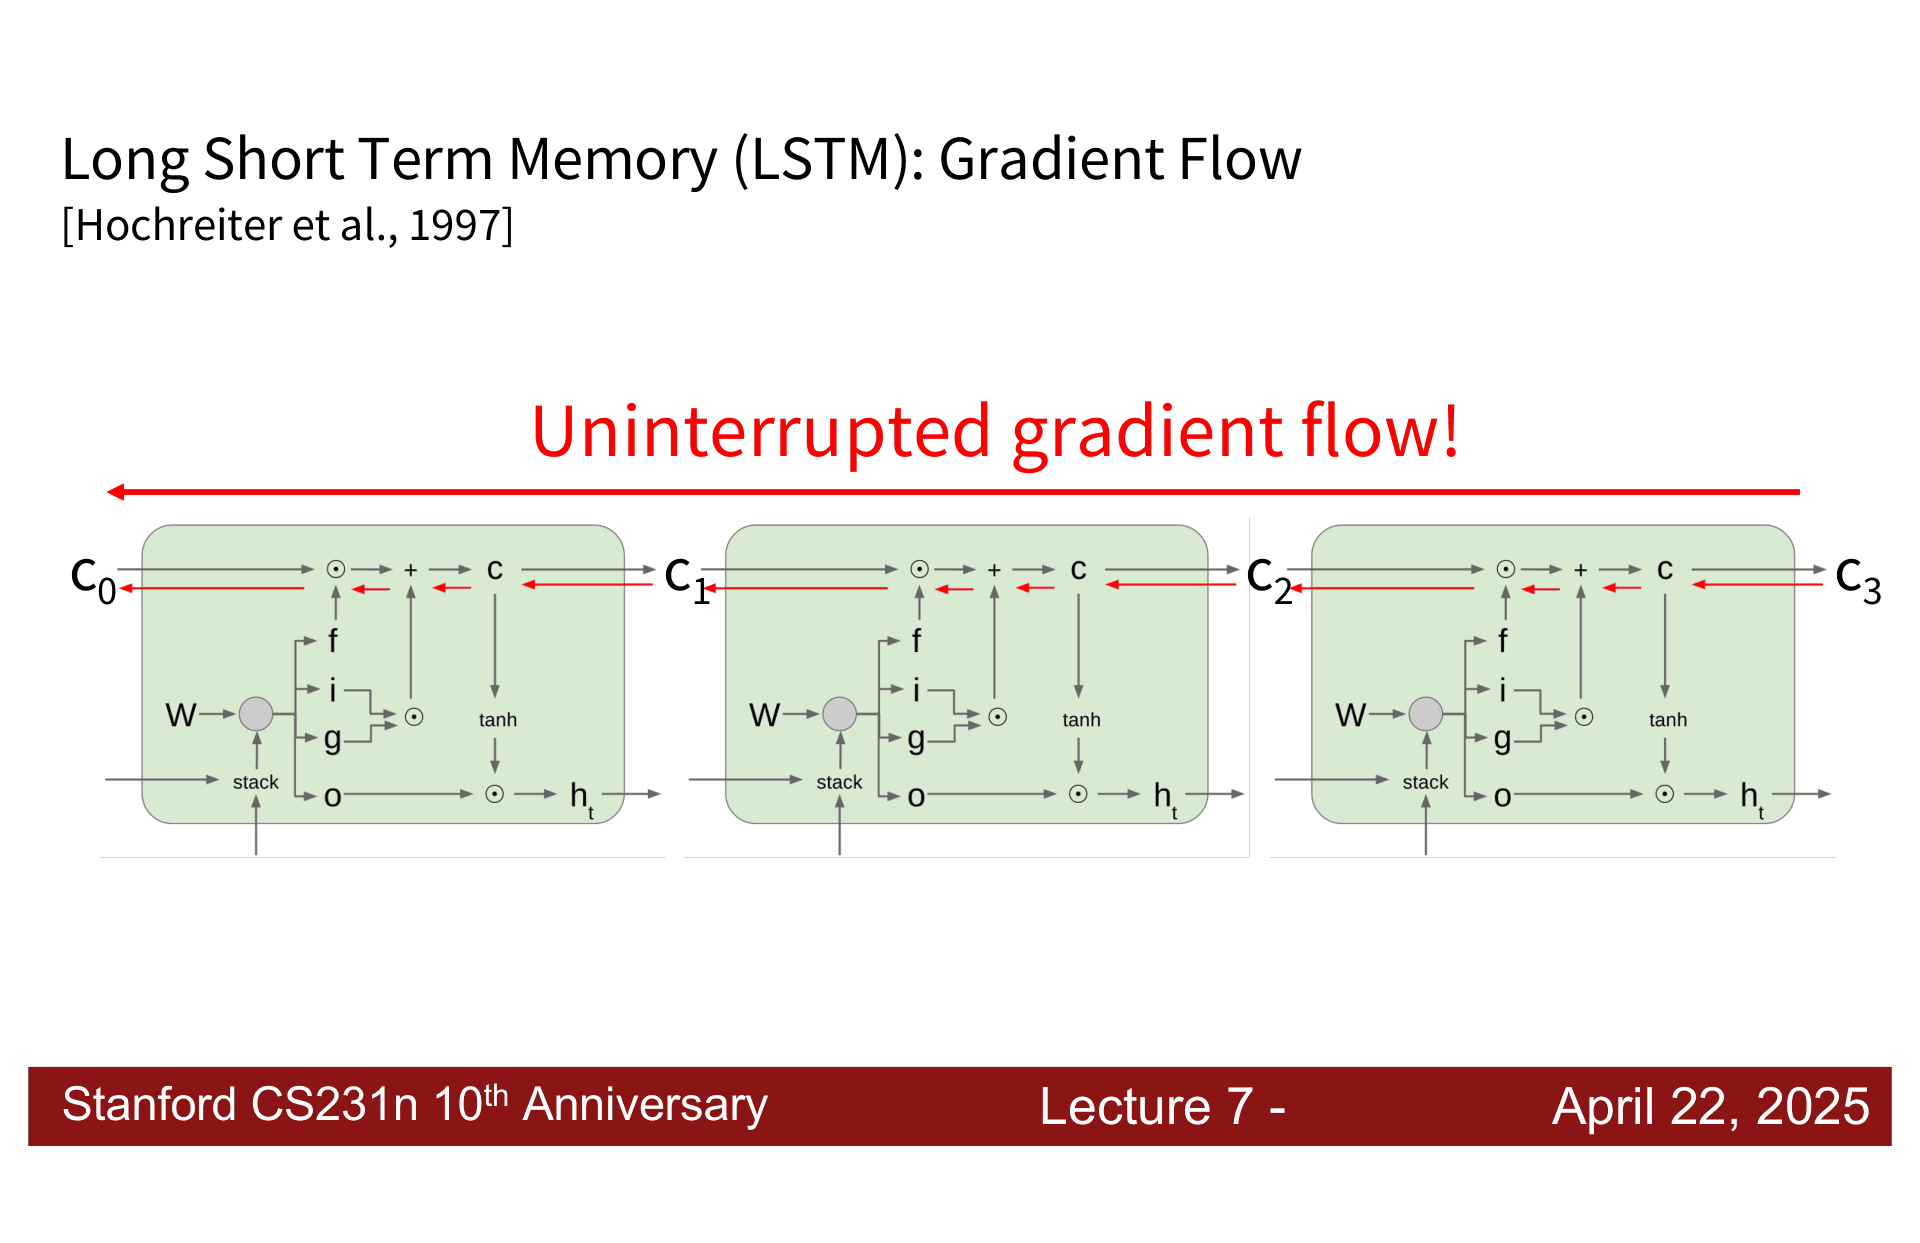 Long Short Term Memory (LSTM): Gradient Flow
[Hochreiter et al., 1997]
Uninterrupted gradient flow!
c0 ☉ + c c1 ☉ + c c2 ☉ + c c3
f f f
i i i
W ☉ tanh W ☉ tanh W ☉ tanh
g g g
stack stack stack
o ☉ ht o ☉ ht o ☉ ht
Stanford CS231n 10th Anniversary Lecture 7 - April 22, 2025